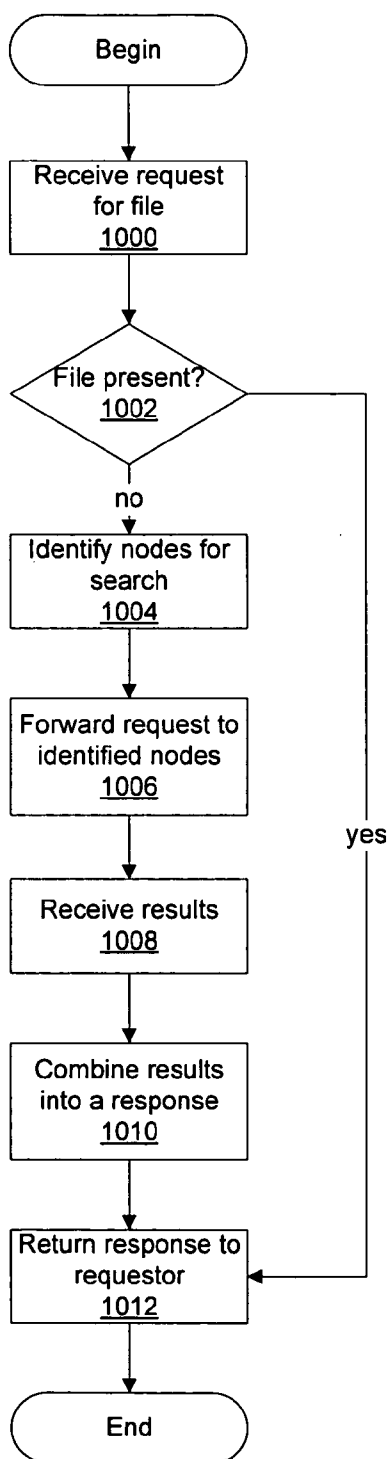 Begin
Receive request
for file
1000
File present?
1002
no
Identify nodes for
search
1004
Forward request to
identified nodes
1006
yes
Receive results
1008
Combine results
into a response
1010
Return response to
requestor
1012
End